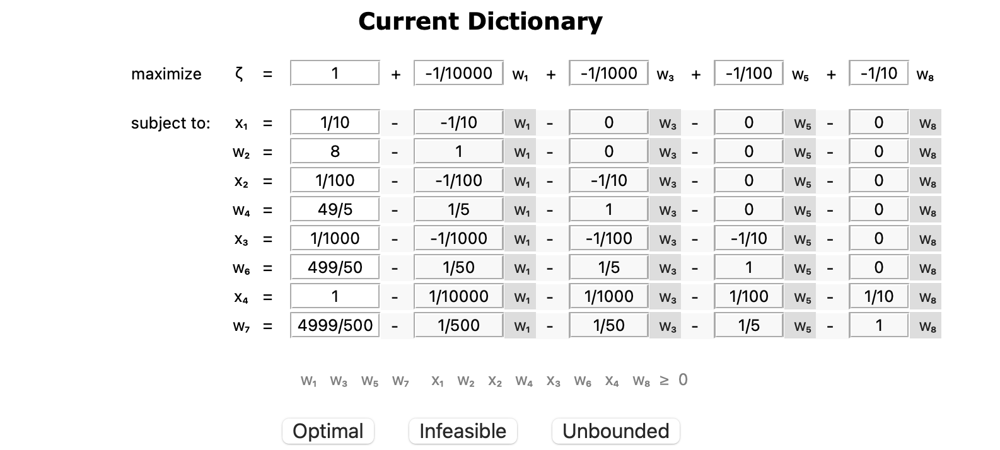 Current Dictionary
maximize ζ = 1 + -1/10000 w₁ + -1/1000 w₃ + -1/100 w₅ + -1/10 w₈
subject to: x₁ = 1/10 - -1/10 w₁ - 0 w₃ - 0 w₅ - 0 w₈
w₂ = 8 - 1 w₁ - 0 w₃ - 0 w₅ - 0 w₈
x₂ = 1/100 - -1/100 w₁ - -1/10 w₃ - 0 w₅ - 0 w₈
w₄ = 49/5 - 1/5 w₁ - 1 w₃ - 0 w₅ - 0 w₈
x₃ = 1/1000 - -1/1000 w₁ - -1/100 w₃ - -1/10 w₅ - 0 w₈
w₆ = 499/50 - 1/50 w₁ - 1/5 w₃ - 1 w₅ - 0 w₈
x₄ = 1 - 1/10000 w₁ - 1/1000 w₃ - 1/100 w₅ - 1/10 w₈
w₇ = 4999/500 - 1/500 w₁ - 1/50 w₃ - 1/5 w₅ - 1 w₈
w₁ w₃ w₅ w₇ x₁ w₂ x₂ w₄ x₃ w₆ x₄ w₈ ≥ 0
Optimal Infeasible Unbounded